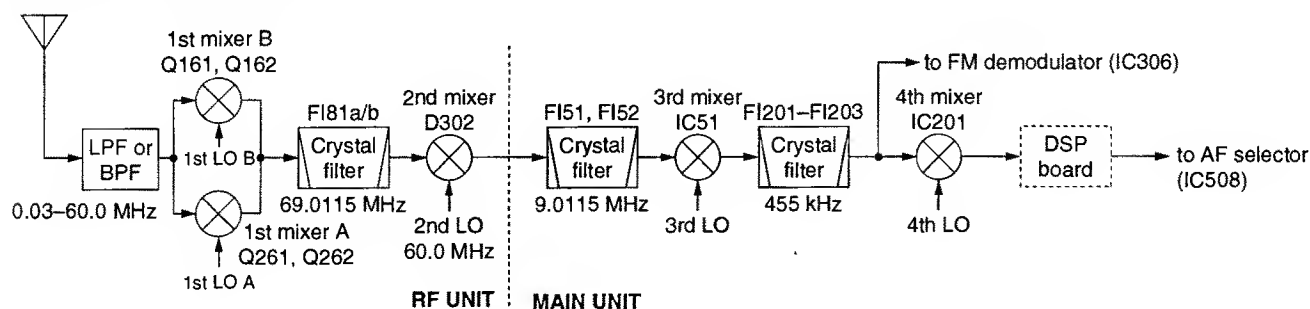 1st mixer B
Q161, Q162
1st LO B
LPF or
BPF
0.03–60.0 MHz
1st mixer A
Q261, Q262
1st LO A
FI81a/b
Crystal
filter
69.0115 MHz
2nd mixer
D302
2nd LO
60.0 MHz
RF UNIT
MAIN UNIT
FI51, FI52
Crystal
filter
9.0115 MHz
3rd mixer
IC51
3rd LO
FI201–FI203
Crystal
filter
455 kHz
to FM demodulator (IC306)
4th mixer
IC201
4th LO
DSP
board
to AF selector
(IC508)